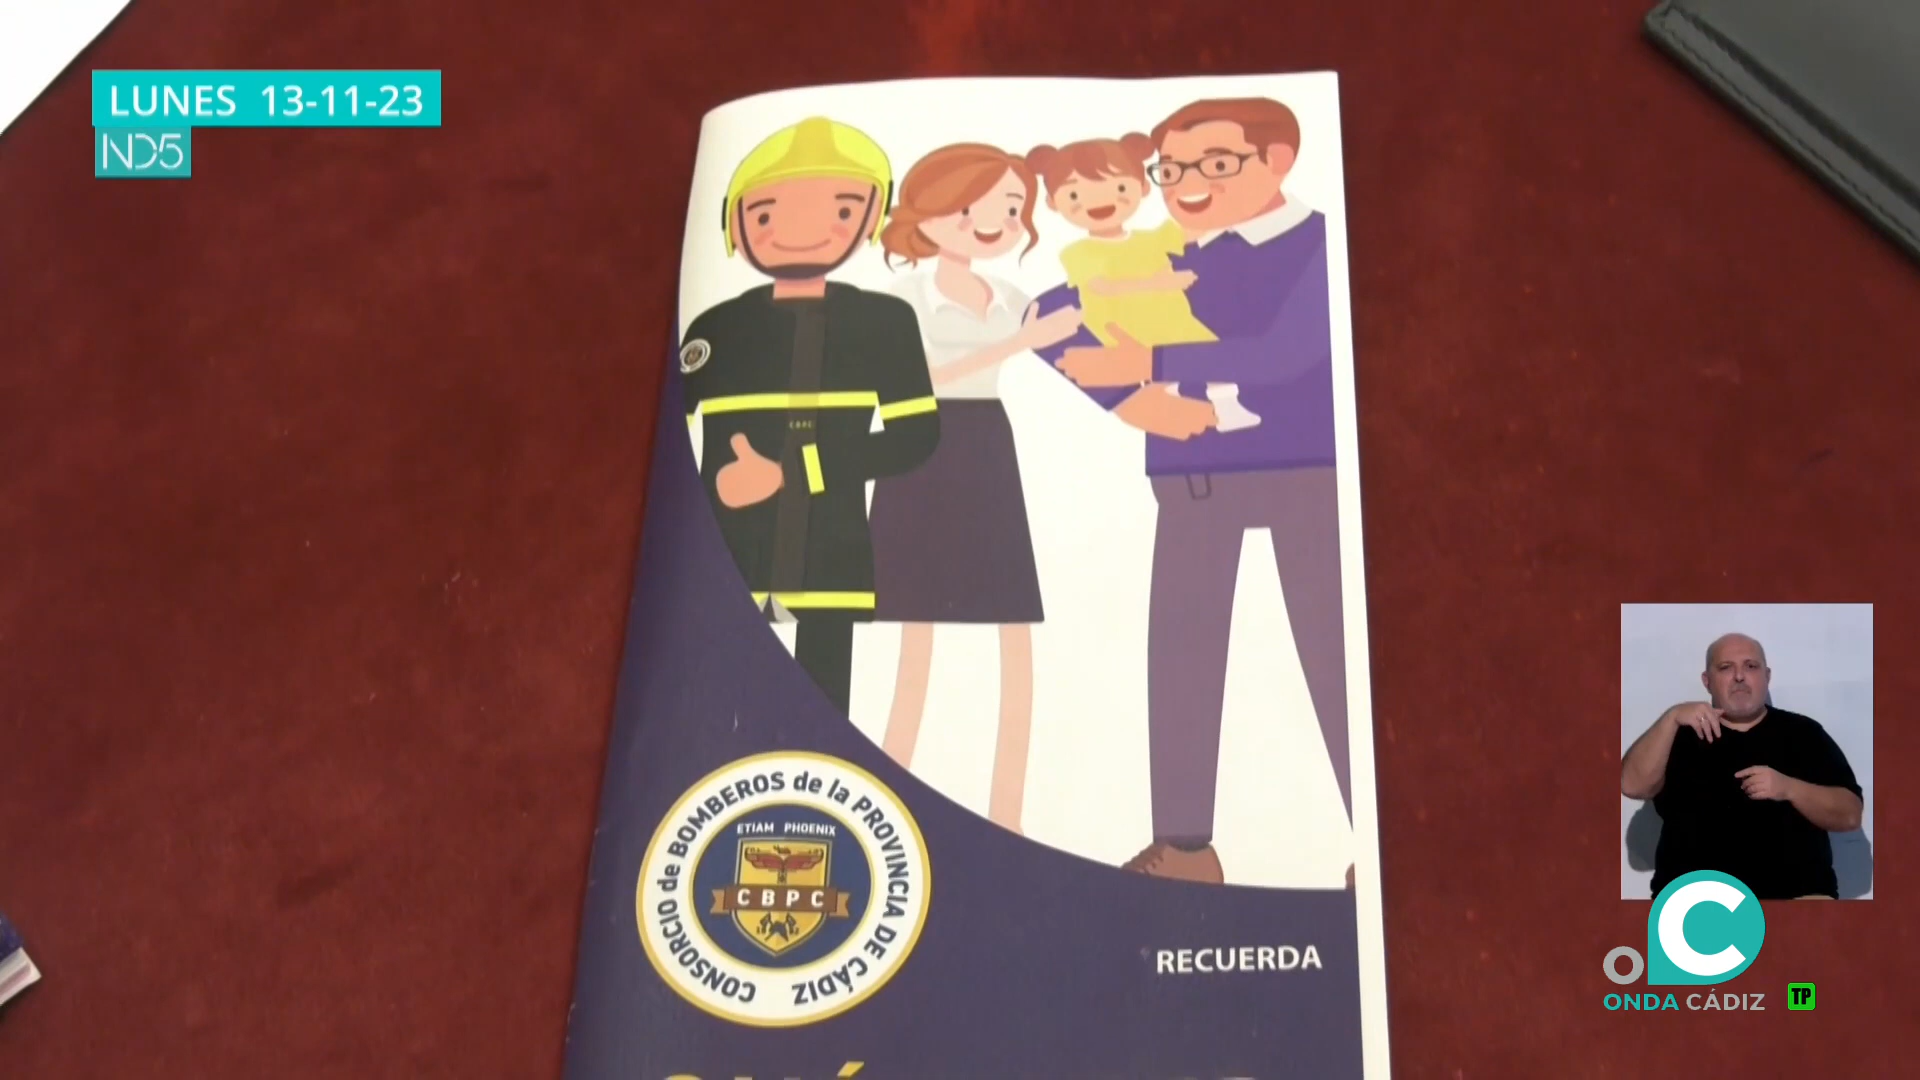 LUNES 13-11-23
ND5
CBPC
CONSORCIO de BOMBEROS de la PROVINCIA DE CÁDIZ
ETIAM PHOENIX
CBPC
RECUERDA
ONDA CÁDIZ
TP